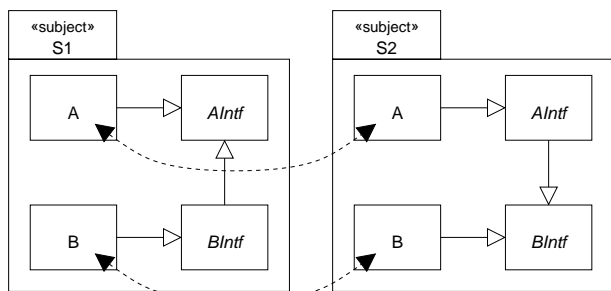 «subject»
S1
A
AIntf
B
BIntf
«subject»
S2
A
AIntf
B
BIntf